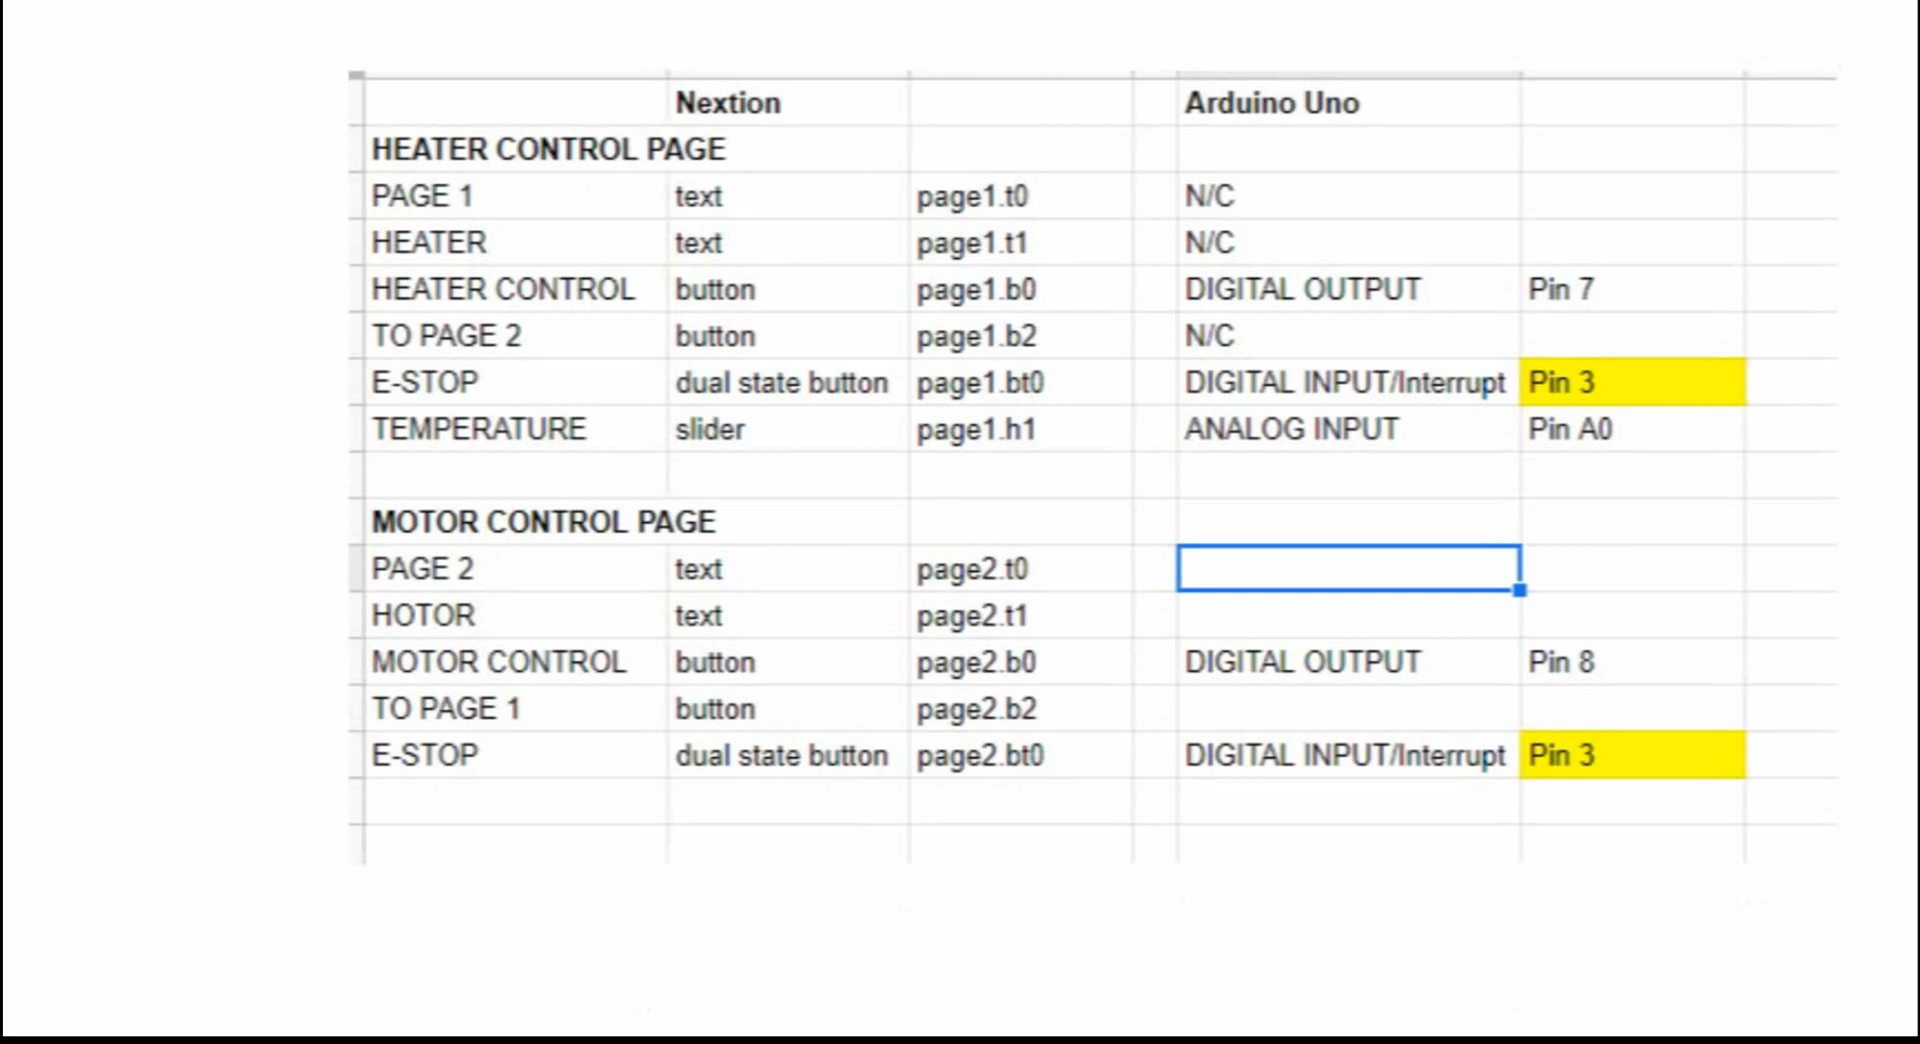 Nextion Arduino Uno
HEATER CONTROL PAGE
PAGE 1 text page1.t0 N/C
HEATER text page1.t1 N/C
HEATER CONTROL button page1.b0 DIGITAL OUTPUT Pin 7
TO PAGE 2 button page1.b2 N/C
E-STOP dual state button page1.bt0 DIGITAL INPUT/Interrupt Pin 3
TEMPERATURE slider page1.h1 ANALOG INPUT Pin A0
MOTOR CONTROL PAGE
PAGE 2 text page2.t0
HOTOR text page2.t1
MOTOR CONTROL button page2.b0 DIGITAL OUTPUT Pin 8
TO PAGE 1 button page2.b2
E-STOP dual state button page2.bt0 DIGITAL INPUT/Interrupt Pin 3